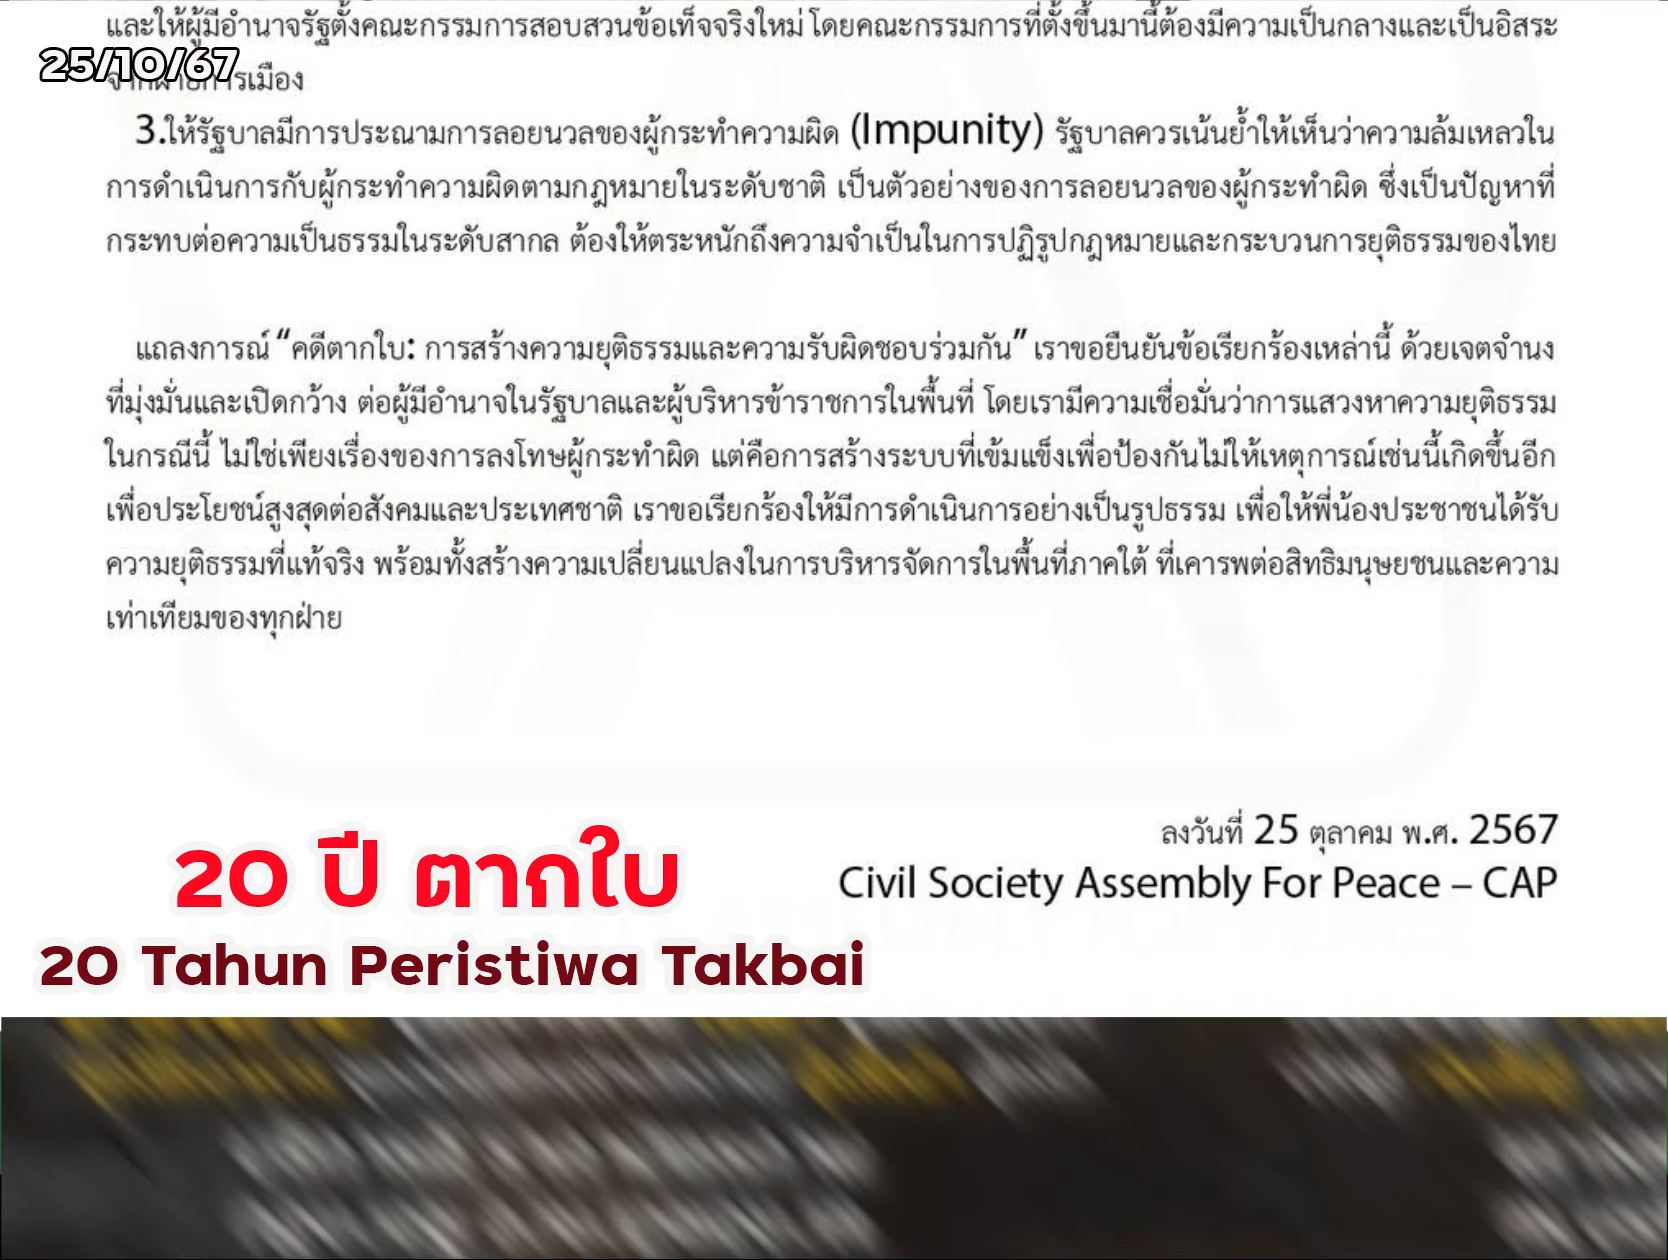 และให้ผู้มีอำนาจรัฐตั้งคณะกรรมการสอบสวนข้อเท็จจริงใหม่ โดยคณะกรรมการที่ตั้งขึ้นมานี้ต้องมีความเป็นกลางและเป็นอิสระ
25/10/67
จากฝ่ายการเมือง
3.ให้รัฐบาลมีการประณามการลอยนวลของผู้กระทำความผิด (Impunity) รัฐบาลควรเน้นย้ำให้เห็นว่าความล้มเหลวใน
การดำเนินการกับผู้กระทำความผิดตามกฎหมายในระดับชาติ เป็นตัวอย่างของการลอยนวลของผู้กระทำผิด ซึ่งเป็นปัญหาที่
กระทบต่อความเป็นธรรมในระดับสากล ต้องให้ตระหนักถึงความจำเป็นในการปฏิรูปกฎหมายและกระบวนการยุติธรรมของไทย
แถลงการณ์ “คดีตากใบ: การสร้างความยุติธรรมและความรับผิดชอบร่วมกัน” เราขอยืนยันข้อเรียกร้องเหล่านี้ ด้วยเจตจำนง
ที่มุ่งมั่นและเปิดกว้าง ต่อผู้มีอำนาจในรัฐบาลและผู้บริหารข้าราชการในพื้นที่ โดยเรามีความเชื่อมั่นว่าการแสวงหาความยุติธรรม
ในกรณีนี้ ไม่ใช่เพียงเรื่องของการลงโทษผู้กระทำผิด แต่คือการสร้างระบบที่เข้มแข็งเพื่อป้องกันไม่ให้เหตุการณ์เช่นนี้เกิดขึ้นอีก
เพื่อประโยชน์สูงสุดต่อสังคมและประเทศชาติ เราขอเรียกร้องให้มีการดำเนินการอย่างเป็นรูปธรรม เพื่อให้พี่น้องประชาชนได้รับ
ความยุติธรรมที่แท้จริง พร้อมทั้งสร้างความเปลี่ยนแปลงในการบริหารจัดการในพื้นที่ภาคใต้ ที่เคารพต่อสิทธิมนุษยชนและความ
เท่าเทียมของทุกฝ่าย
ลงวันที่ 25 ตุลาคม พ.ศ. 2567
Civil Society Assembly For Peace – CAP
20 ปี ตากใบ
20 Tahun Peristiwa Takbai